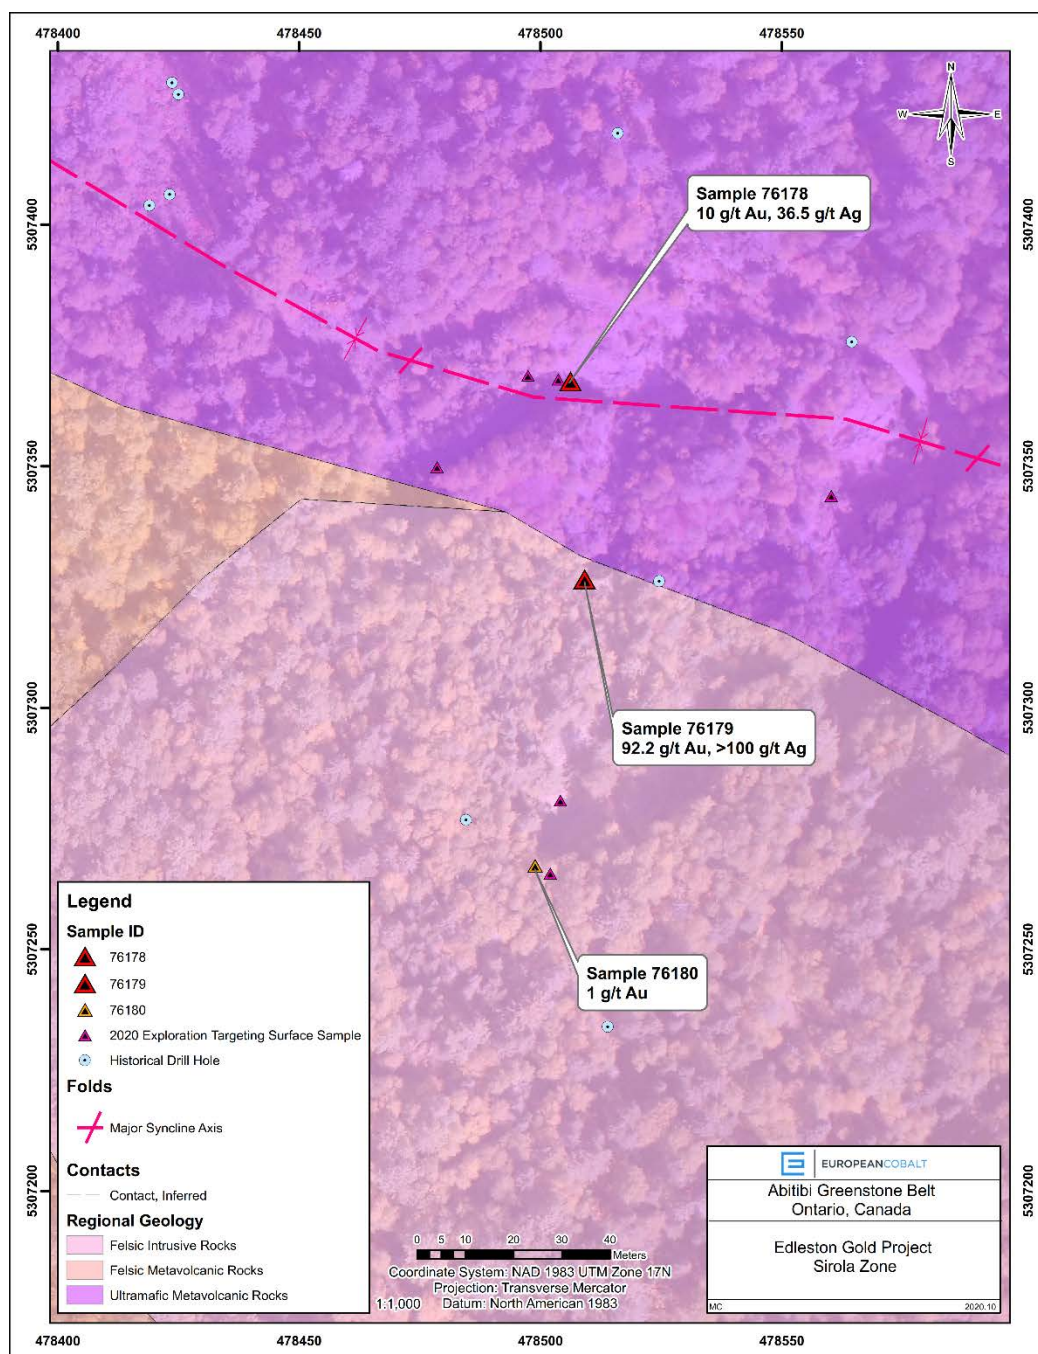 478400 478450 478500 478550
N
W E
S
5307400 5307400
5307350 5307350
5307300 5307300
5307250 5307250
5307200 5307200
Sample 76178
10 g/t Au, 36.5 g/t Ag
Sample 76179
92.2 g/t Au, >100 g/t Ag
Sample 76180
1 g/t Au
Legend
Sample ID
76178
76179
76180
2020 Exploration Targeting Surface Sample
Historical Drill Hole
Folds
Major Syncline Axis
Contacts
Contact, Inferred
Regional Geology
Felsic Intrusive Rocks
Felsic Metavolcanic Rocks
Ultramafic Metavolcanic Rocks
0 5 10 20 30 40
Meters
Coordinate System: NAD 1983 UTM Zone 17N
Projection: Transverse Mercator
1:1,000 Datum: North American 1983
EUROPEANCOBALT
Abitibi Greenstone Belt
Ontario, Canada
Edleston Gold Project
Sirola Zone
MC 2020.10
478400 478450 478500 478550